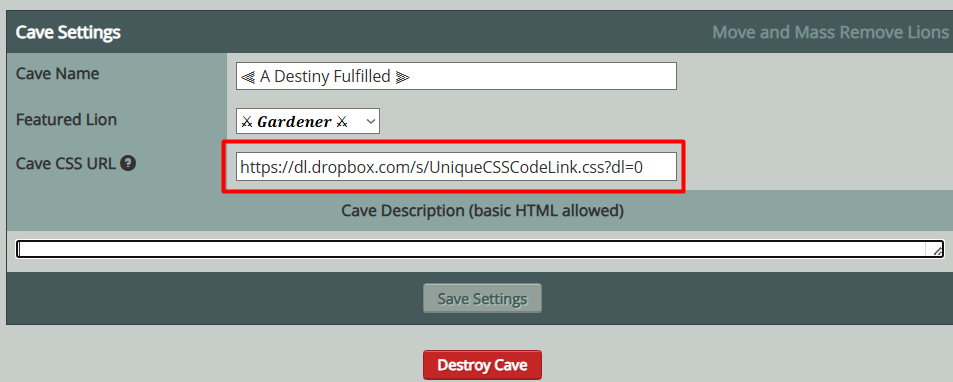 Cave Settings Move and Mass Remove Lions
Cave Name ⫷ A Destiny Fulfilled ⫸
Featured Lion ⚔ Gardener ⚔
Cave CSS URL ? https://dl.dropbox.com/s/UniqueCSSCodeLink.css?dl=0
Cave Description (basic HTML allowed)
Save Settings
Destroy Cave